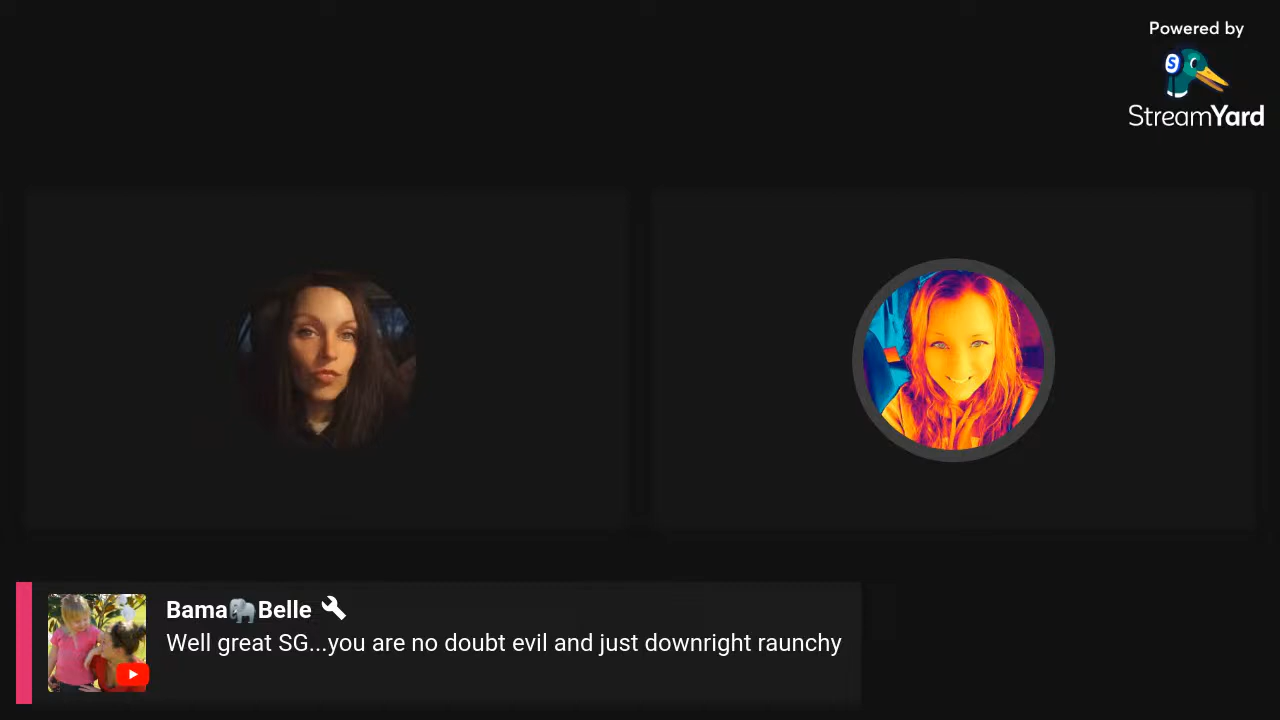 Powered by
S
StreamYard
Bama🐘Belle 🔧
Well great SG...you are no doubt evil and just downright raunchy